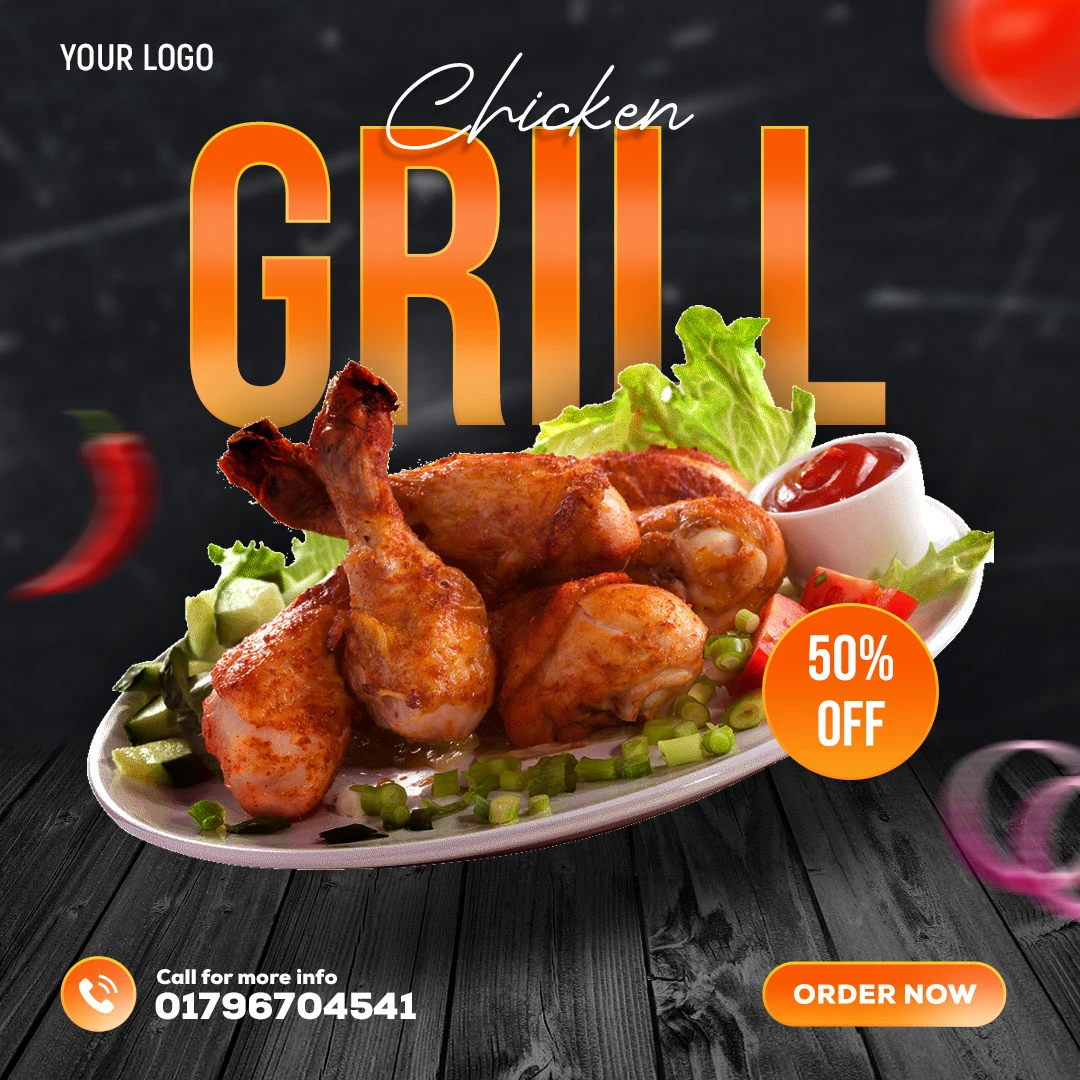 YOUR LOGO
Chicken
GRILL
50%
OFF
Call for more info
01796704541
ORDER NOW